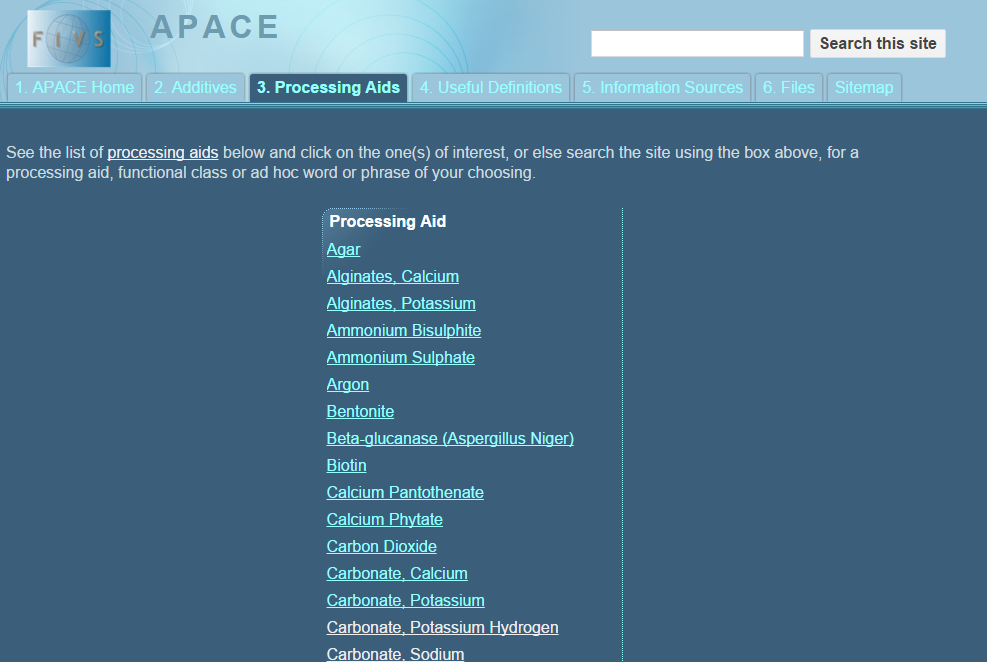 FIVS
APACE
Search this site
1. APACE Home
2. Additives
3. Processing Aids
4. Useful Definitions
5. Information Sources
6. Files
Sitemap
See the list of processing aids below and click on the one(s) of interest, or else search the site using the box above, for a
processing aid, functional class or ad hoc word or phrase of your choosing.
Processing Aid
Agar
Alginates, Calcium
Alginates, Potassium
Ammonium Bisulphite
Ammonium Sulphate
Argon
Bentonite
Beta-glucanase (Aspergillus Niger)
Biotin
Calcium Pantothenate
Calcium Phytate
Carbon Dioxide
Carbonate, Calcium
Carbonate, Potassium
Carbonate, Potassium Hydrogen
Carbonate, Sodium